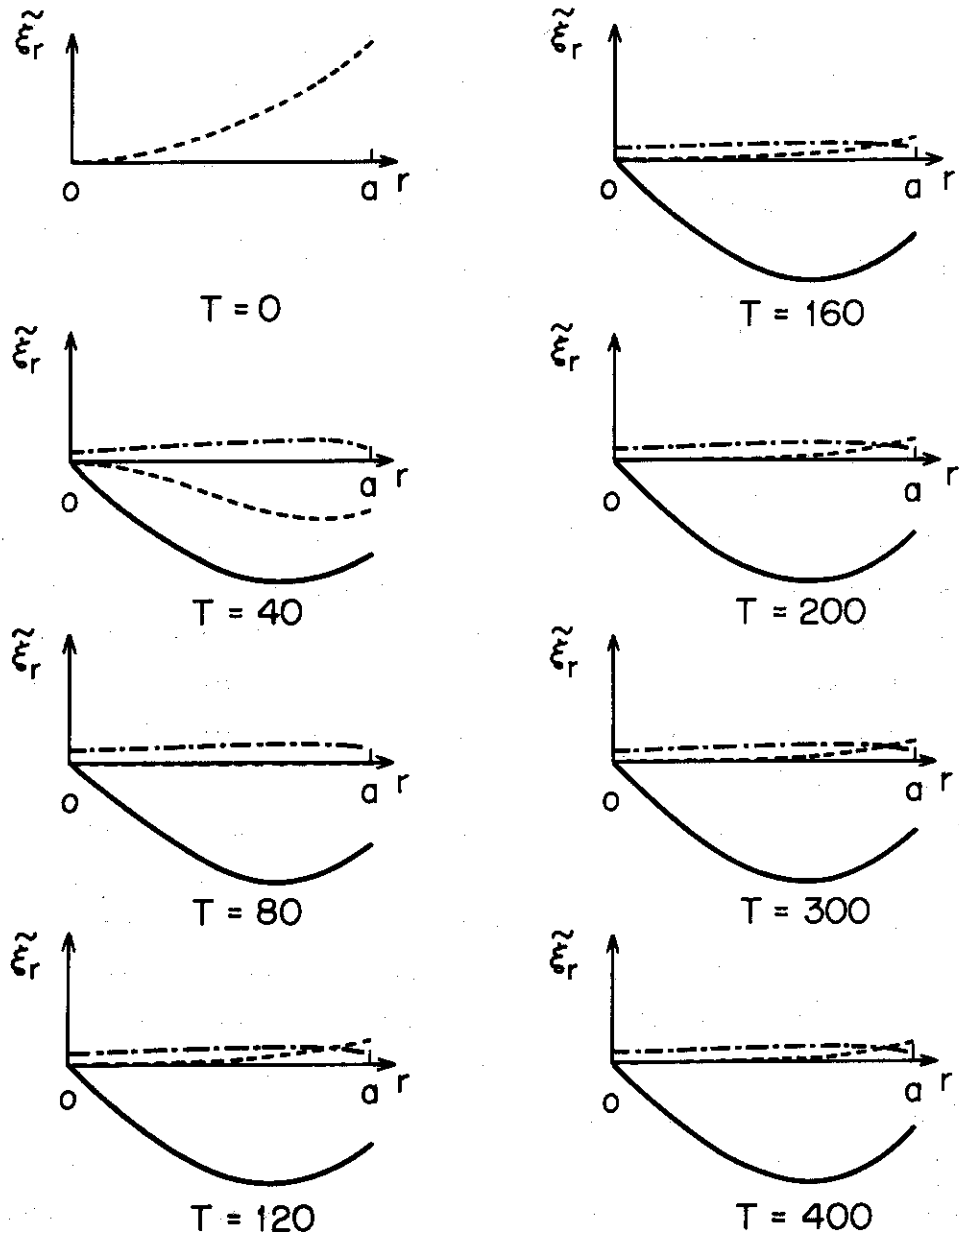 ξ̃r
O
a
r
T = 0
ξ̃r
O
a
r
T = 40
ξ̃r
O
a
r
T = 80
ξ̃r
O
a
r
T = 120
ξ̃r
O
a
r
T = 160
ξ̃r
O
a
r
T = 200
ξ̃r
O
a
r
T = 300
ξ̃r
O
a
r
T = 400